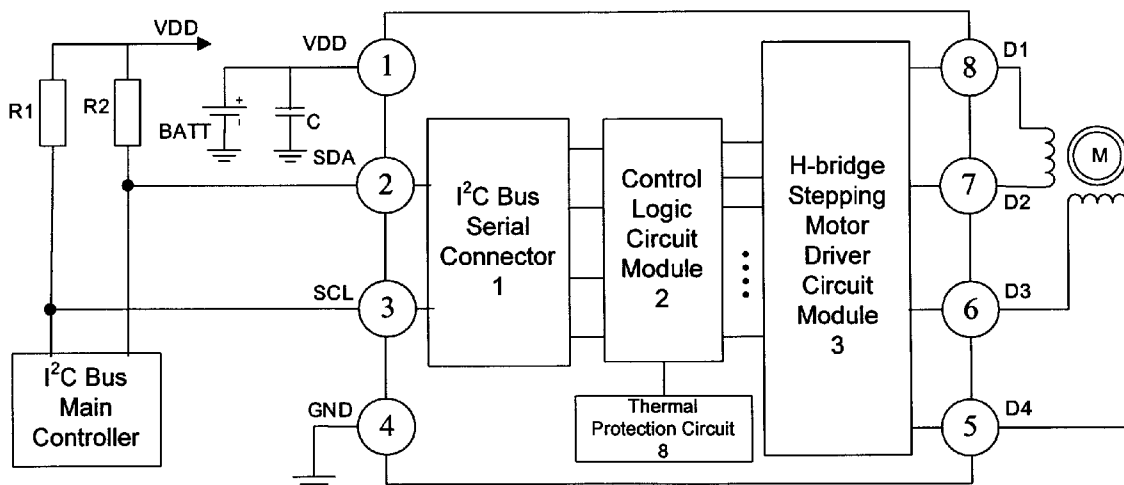 VDD
R1
R2
VDD
1
BATT
+
-
C
SDA
2
SCL
3
GND
4
I²C Bus
Main
Controller
I²C Bus
Serial
Connector
1
Control
Logic
Circuit
Module
2
Thermal
Protection Circuit
8
H-bridge
Stepping
Motor
Driver
Circuit
Module
3
8
D1
7
D2
M
6
D3
5
D4